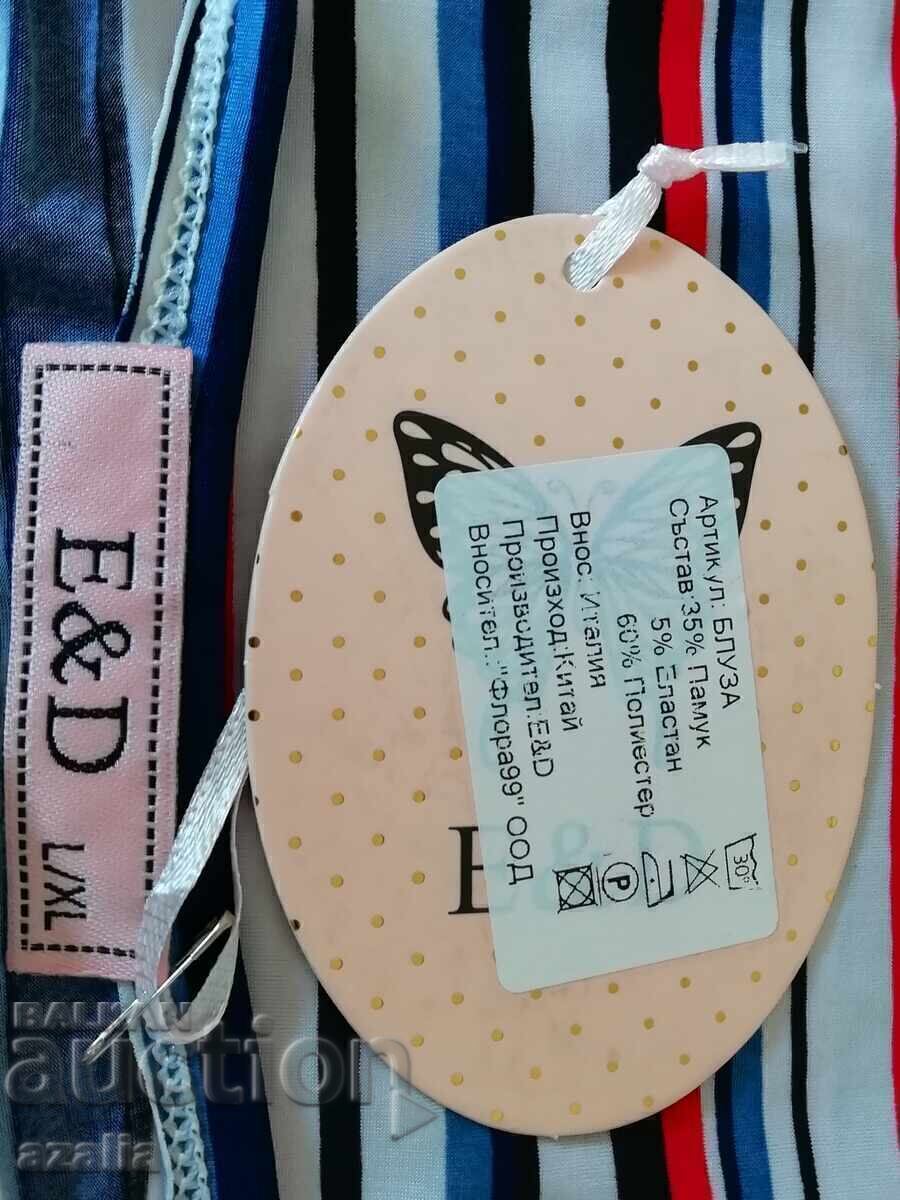 E&D
L/XL
Артикул: БЛУЗА
Състав:35% Памук
5% Еластан
60% Полиестер
Внос: Италия
Произход:Китай
Производител:E&D
Вносител.:"Флора99" ООД
30°
P
E&D
BALKAN
auction
azalia